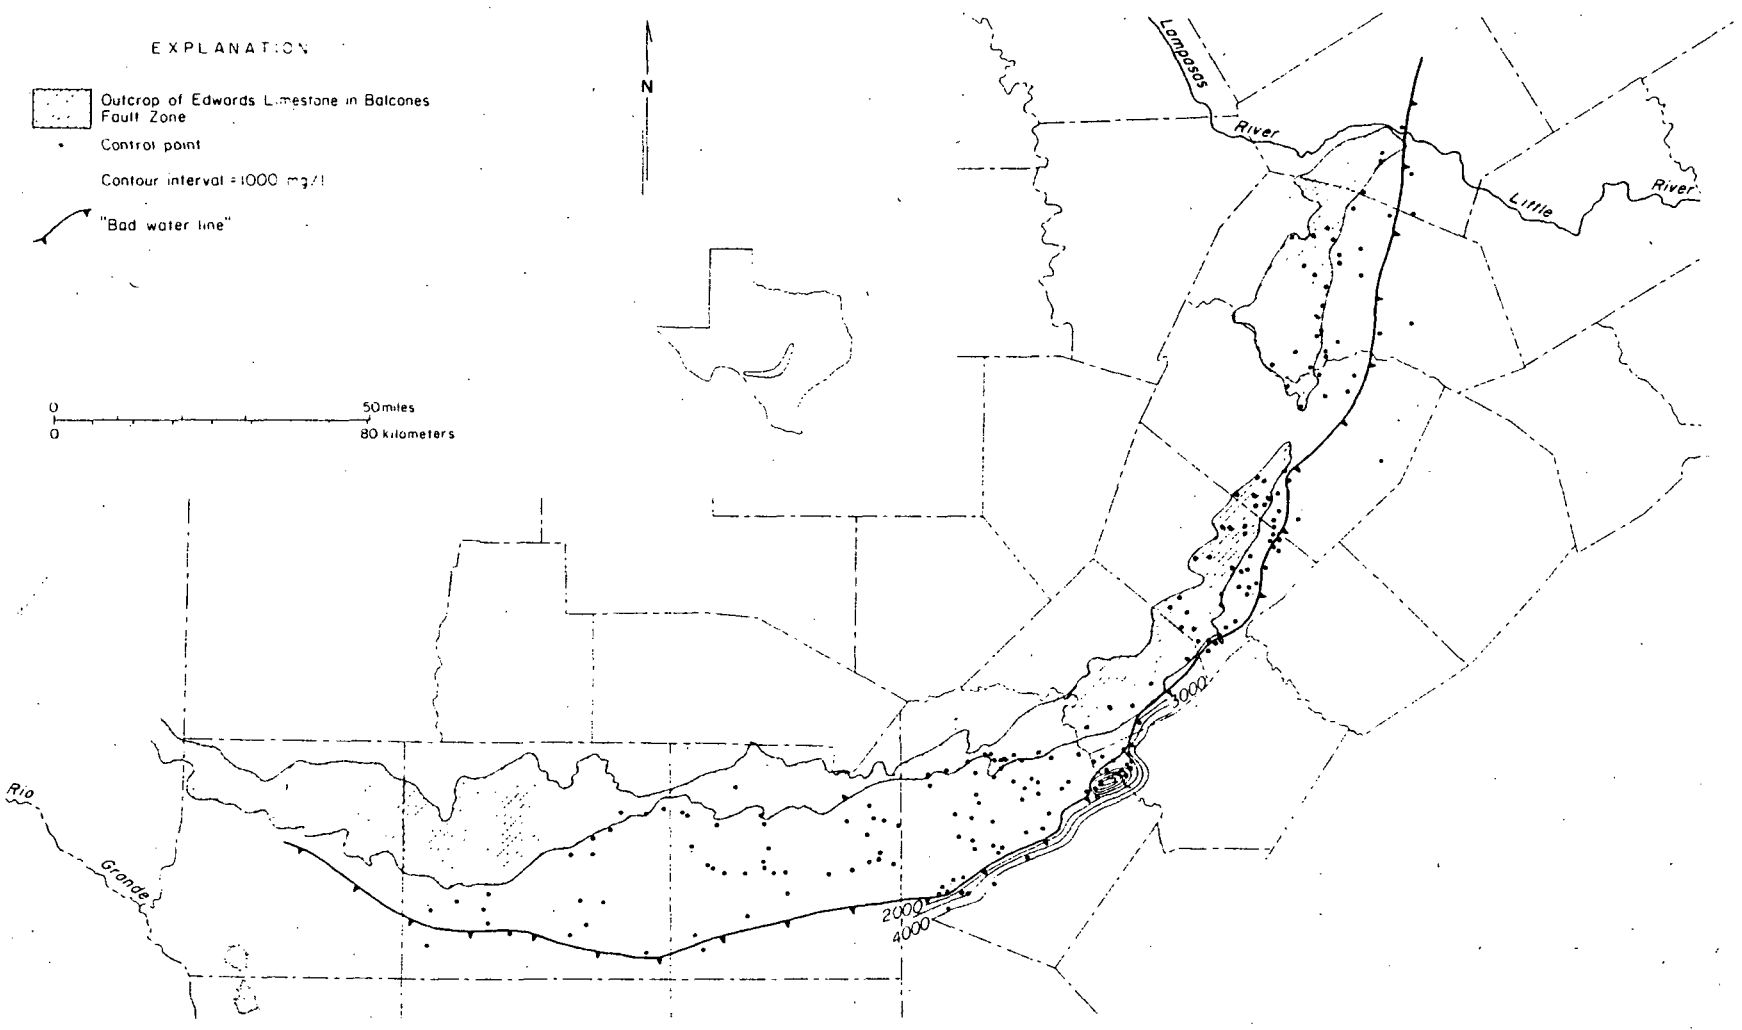 EXPLANATION
Outcrop of Edwards Limestone in Balcones
Fault Zone
Control point
Contour interval = 1000 mg/l
"Bad water line"
N
0 50 miles
0 80 kilometers
Lampasas
River
Little
River
Rio
Grande
3000
2000
4000